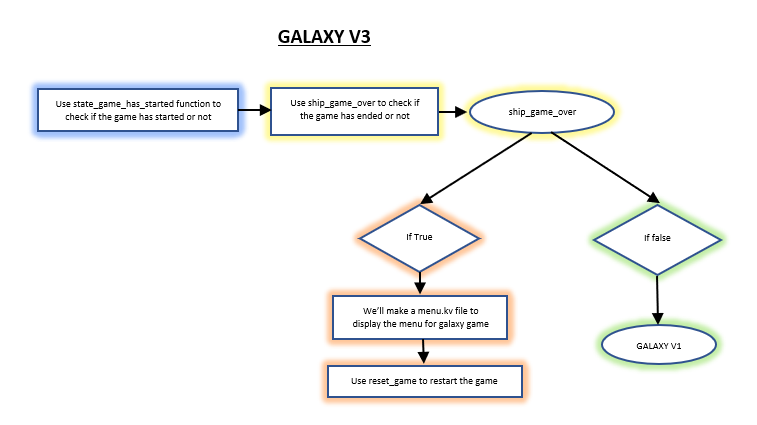 GALAXY V3
Use state_game_has_started function to
check if the game has started or not
Use ship_game_over to check if
the game has ended or not
ship_game_over
If True
If false
We'll make a menu.kv file to
display the menu for galaxy game
GALAXY V1
Use reset_game to restart the game